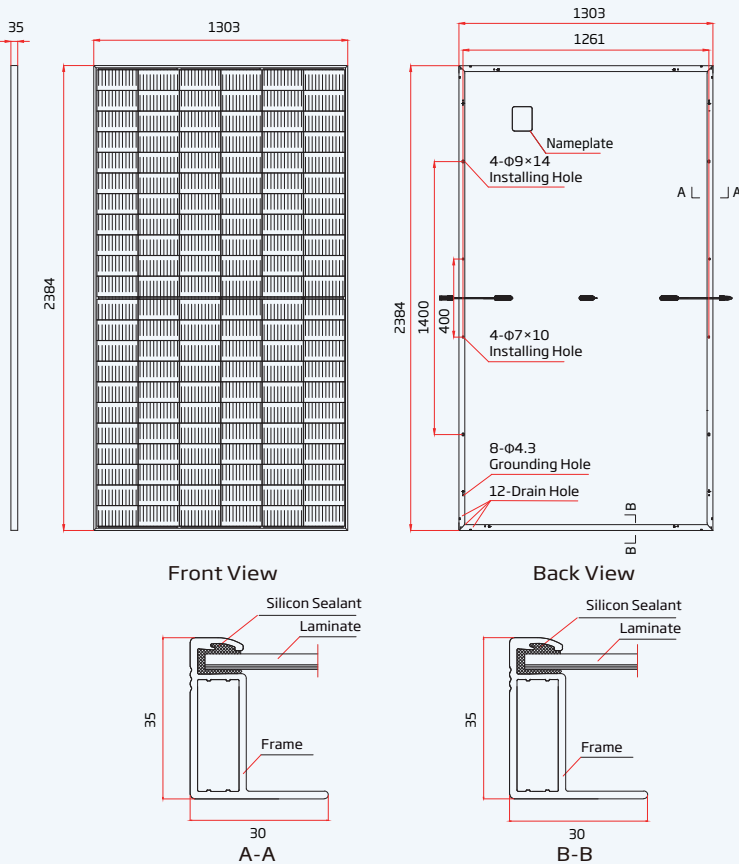 35
1303
2384
Front View
1303
1261
Nameplate
4-Φ9×14
Installing Hole
A
A
2384
1400
400
4-Φ7×10
Installing Hole
8-Φ4.3
Grounding Hole
12-Drain Hole
B
B
Back View
Silicon Sealant
Laminate
35
Frame
30
A-A
Silicon Sealant
Laminate
35
Frame
30
B-B